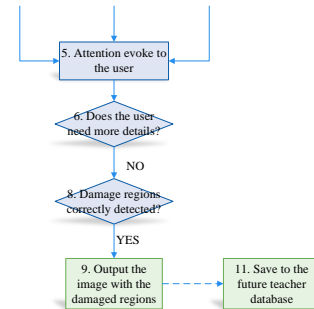 5. Attention evoke to
the user
6. Does the user
need more details?
NO
8. Damage regions
correctly detected?
YES
9. Output the
image with the
damaged regions
11. Save to the
future teacher
database